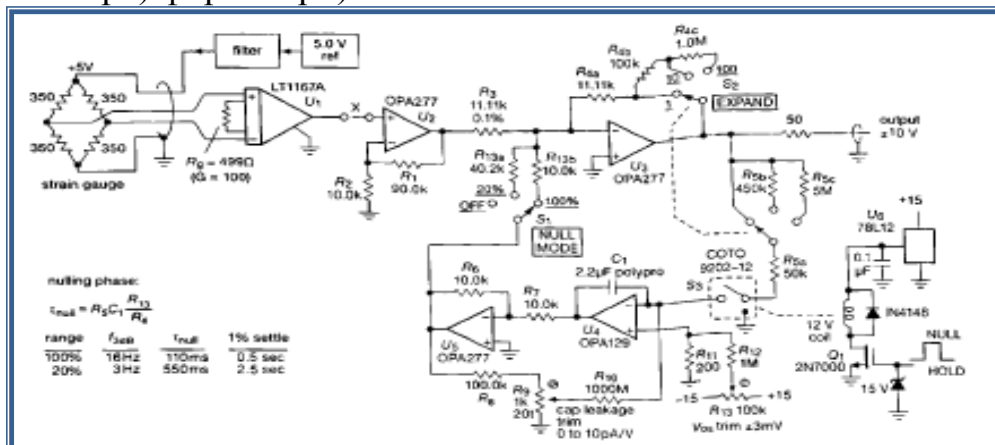 filter
5.0 V
ref
+5V
350
350
350
350
strain gauge
LT1167A
U1
Rg = 499Ω
(G = 100)
X
OPA277
U2
R2
10.0k
R1
90.0k
R3
11.11k
0.1%
R13a
40.2k
R13b
10.0k
20%
OFF
100%
S1
NULL
MODE
R4a
11.11k
R4b
100k
R4c
1.0M
10
100
1
S2
EXPAND
U3
OPA277
50
output
±10 V
R5b
450k
R5c
5M
R5a
50k
COTO
9202-12
S3
U6
78L12
+15
0.1
µF
IN4148
12 V
coil
Q1
2N7000
15 V
NULL
HOLD
C1
2.2µF polypro
R6
10.0k
R7
10.0k
U5
OPA277
U4
OPA129
R11
200
R12
1M
-15
+15
R13 100k
VOS trim ±3mV
100.0k
R8
R9
1k
20t
R10
1000M
cap leakage
trim
0 to 10pA/V
nulling phase:
τnull = R5C1 R13/R6
range f3dB τnull 1% settle
100% 16Hz 110ms 0.5 sec
20% 3Hz 550ms 2.5 sec